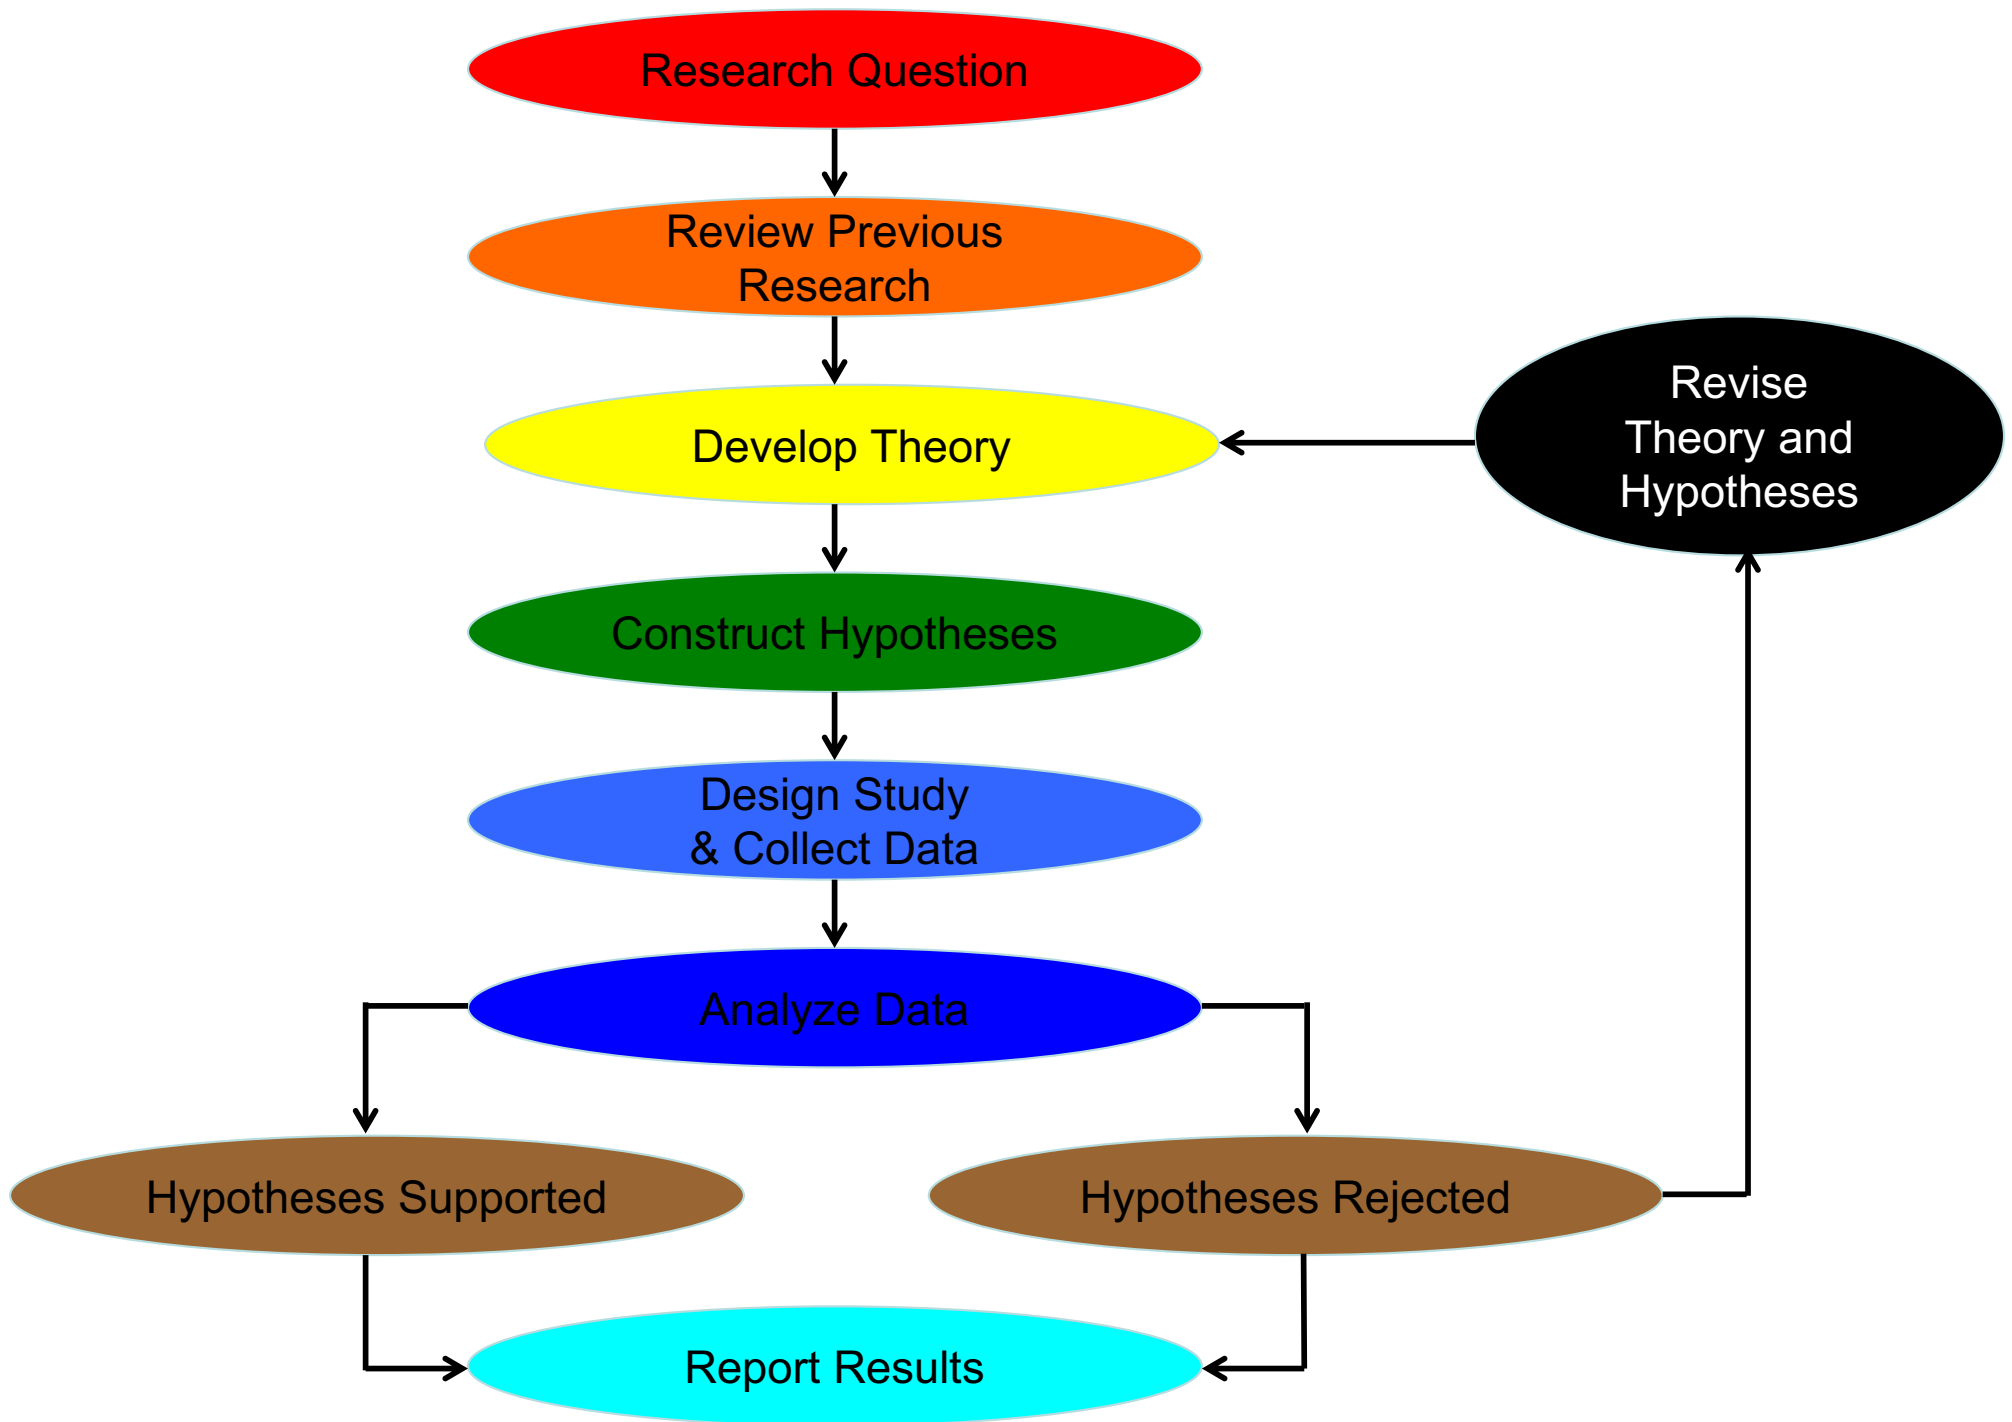 Research Question
Review Previous
Research
Develop Theory
Revise
Theory and
Hypotheses
Construct Hypotheses
Design Study
& Collect Data
Analyze Data
Hypotheses Supported
Hypotheses Rejected
Report Results